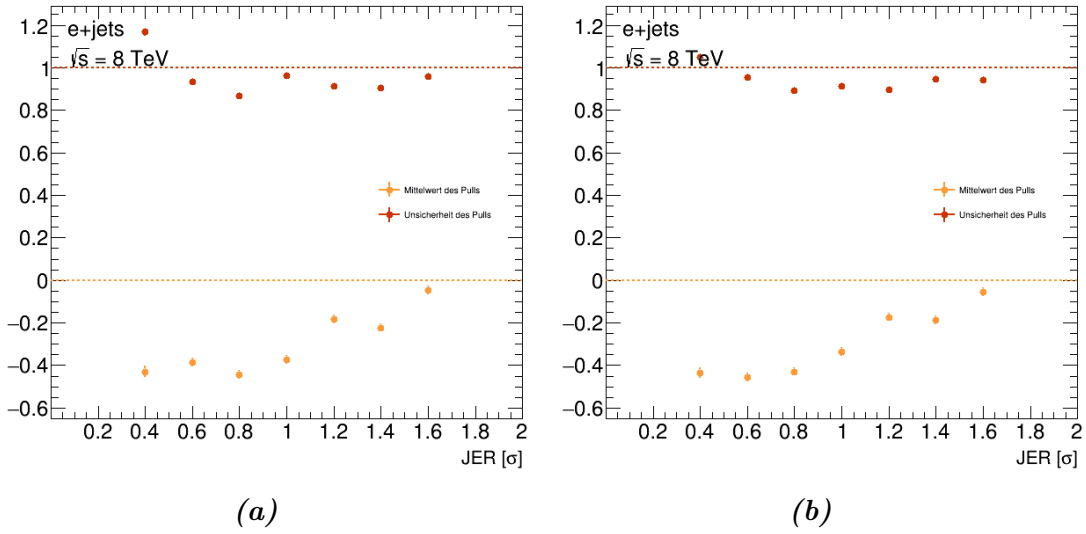 e+jets
√s = 8 TeV
1.2
1
0.8
0.6
0.4
0.2
0
−0.2
−0.4
−0.6
Mittelwert des Pulls
Unsicherheit des Pulls
0.2 0.4 0.6 0.8 1 1.2 1.4 1.6 1.8 2
JER [σ]
(a)
e+jets
√s = 8 TeV
1.2
1
0.8
0.6
0.4
0.2
0
−0.2
−0.4
−0.6
Mittelwert des Pulls
Unsicherheit des Pulls
0.2 0.4 0.6 0.8 1 1.2 1.4 1.6 1.8 2
JER [σ]
(b)